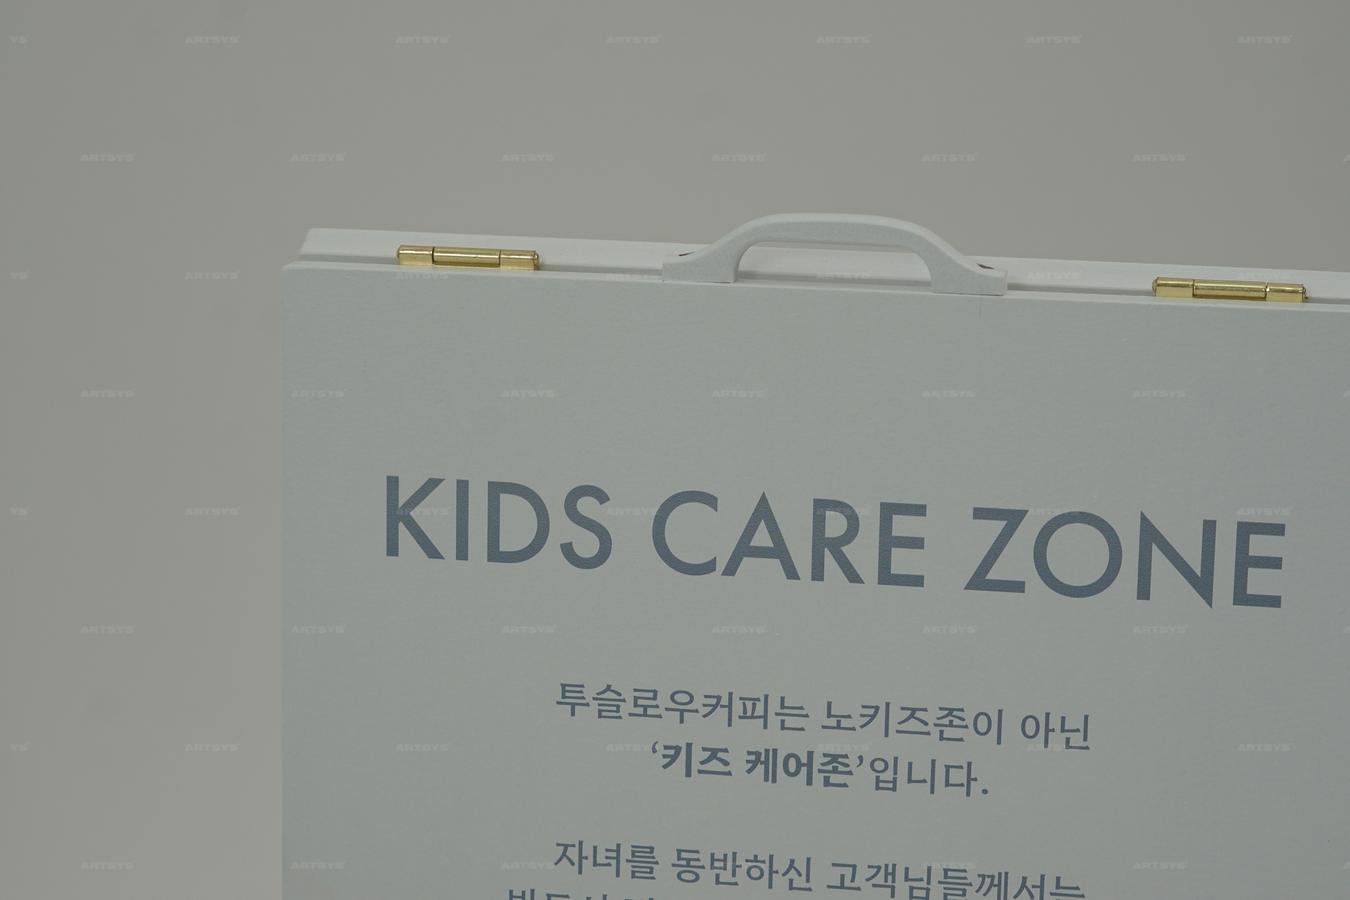 KIDS CARE ZONE
투슬로우커피는 노키즈존이 아닌
‘키즈 케어존’입니다.
자녀를 동반하신 고객님들께서는
ARTSYS